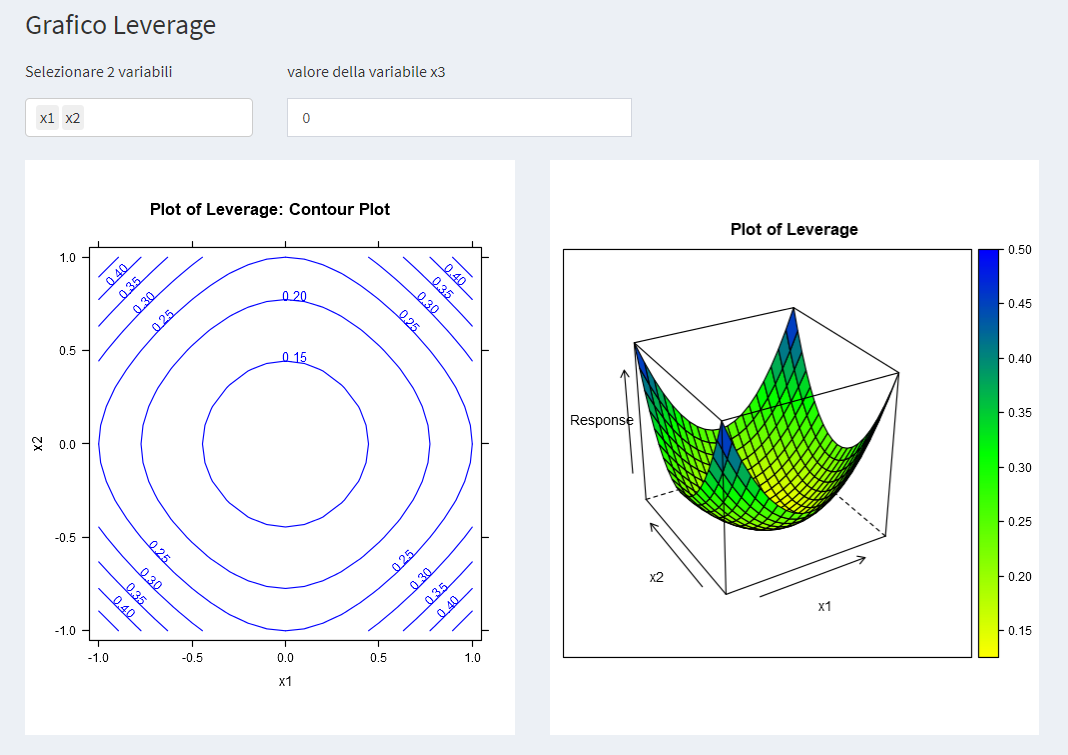 Grafico Leverage
Selezionare 2 variabili
valore della variabile x3
x1 x2
0
Plot of Leverage: Contour Plot
1.0
0.5
0.0
-0.5
-1.0
x2
0.40
0.35
0.30
0.25
0.20
0.15
0.40
0.35
0.30
0.25
0.25
0.30
0.35
0.40
0.25
0.30
0.35
0.40
-1.0 -0.5 0.0 0.5 1.0
x1
Plot of Leverage
Response
x2
x1
0.50
0.45
0.40
0.35
0.30
0.25
0.20
0.15